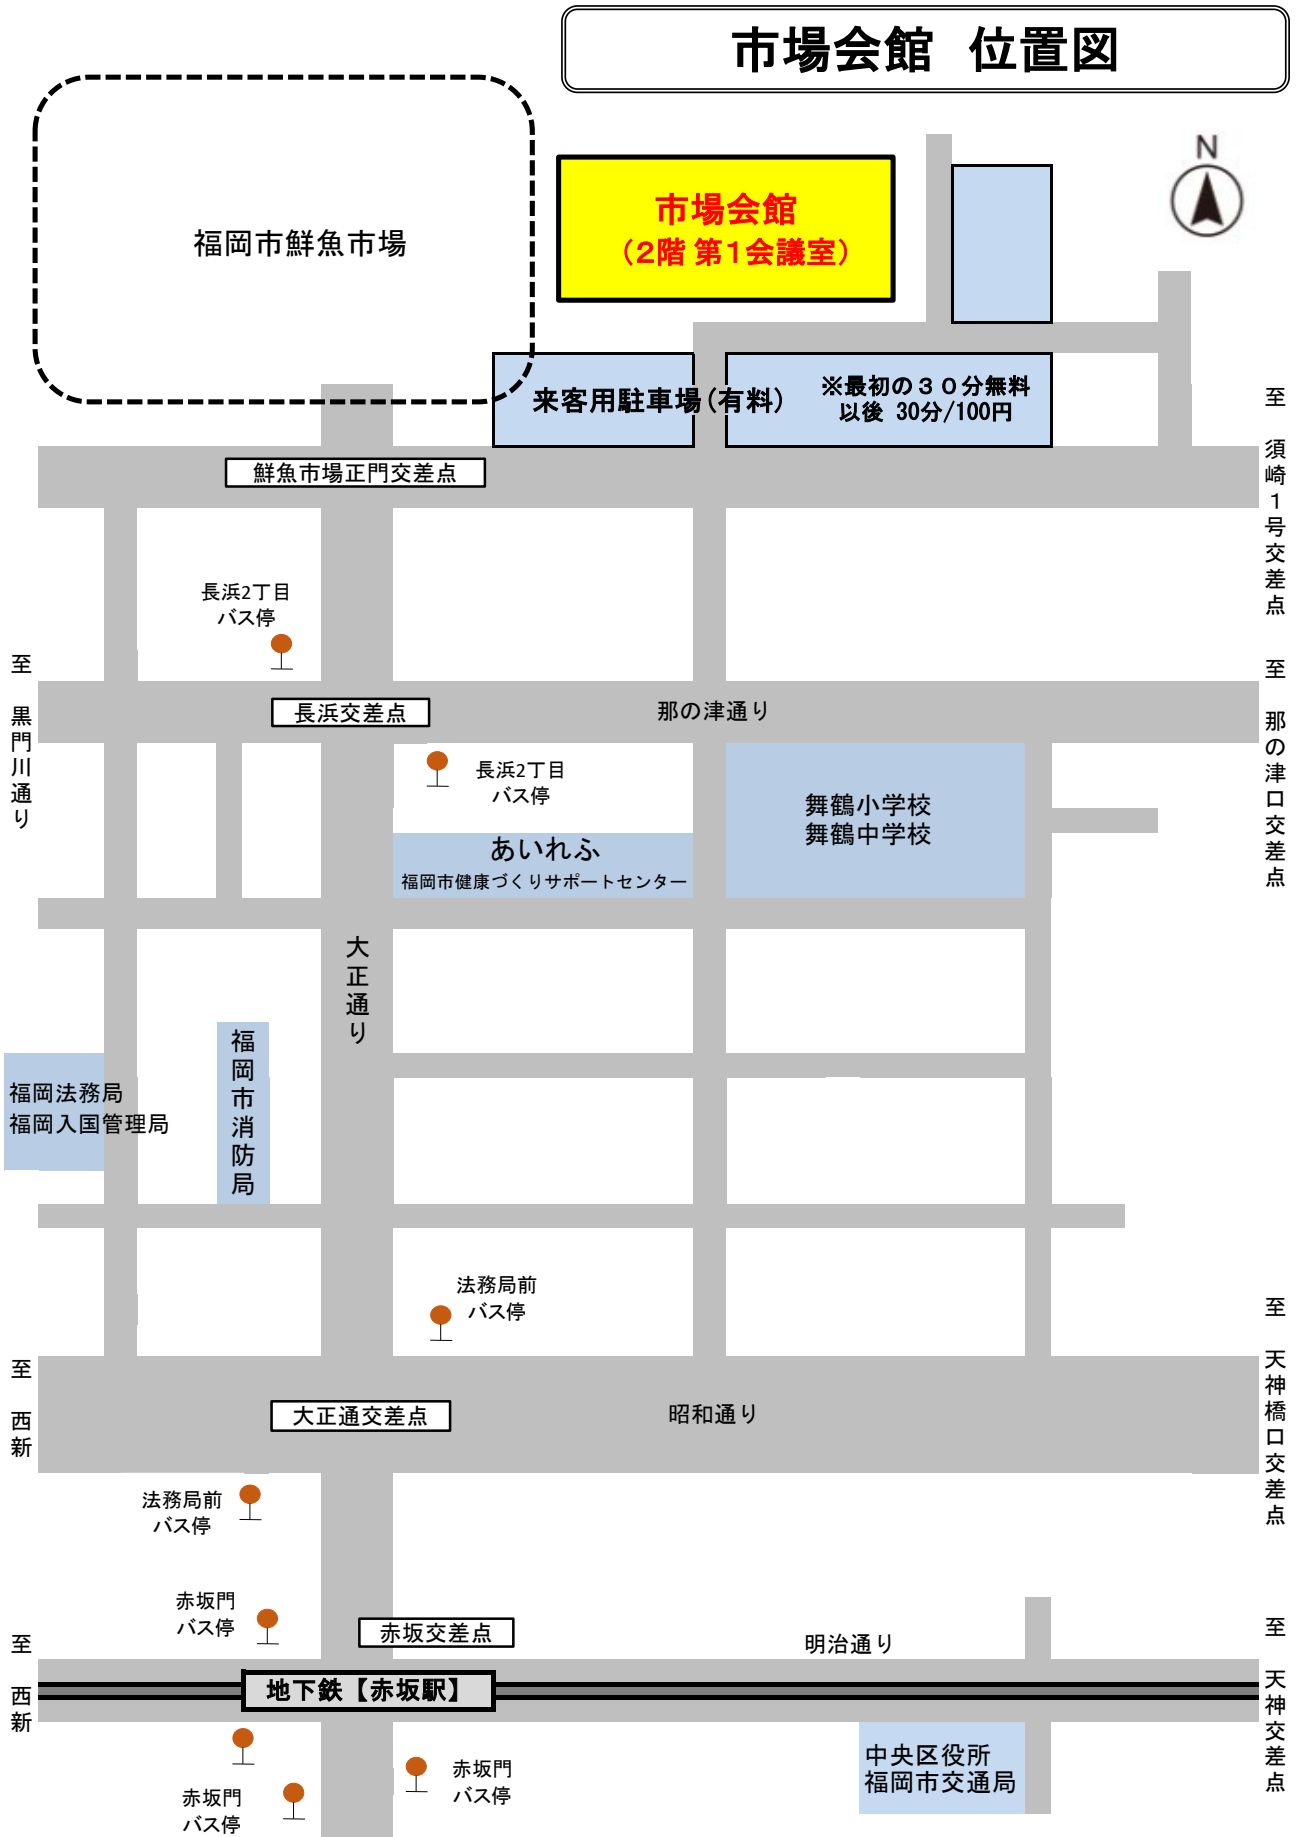 市場会館　位置図
N
福岡市鮮魚市場
市場会館
（2階 第1会議室）
来客用駐車場（有料）
※最初の３０分無料
以後 30分/100円
至　須崎１号交差点
鮮魚市場正門交差点
長浜2丁目
バス停
至　黒門川通り
至　那の津口交差点
長浜交差点
那の津通り
長浜2丁目
バス停
舞鶴小学校
舞鶴中学校
あいれふ
福岡市健康づくりサポートセンター
大正通り
福岡市消防局
福岡法務局
福岡入国管理局
法務局前
バス停
至　西新
至　天神橋口交差点
大正通交差点
昭和通り
法務局前
バス停
赤坂門
バス停
赤坂交差点
明治通り
至　西新
至　天神交差点
地下鉄【赤坂駅】
中央区役所
福岡市交通局
赤坂門
バス停
赤坂門
バス停